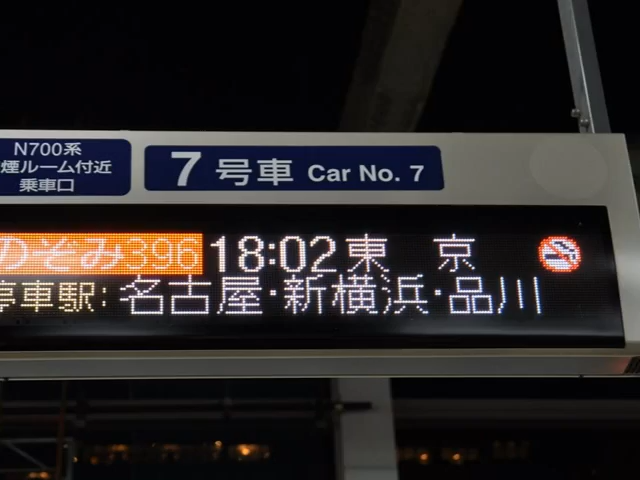 N700系
煙ルーム付近
乗車口
7号車 Car No. 7
のぞみ396 18:02 東 京
停車駅:名古屋・新横浜・品川